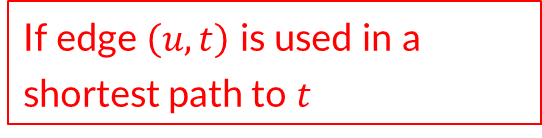 If edge (u, t) is used in a
shortest path to t